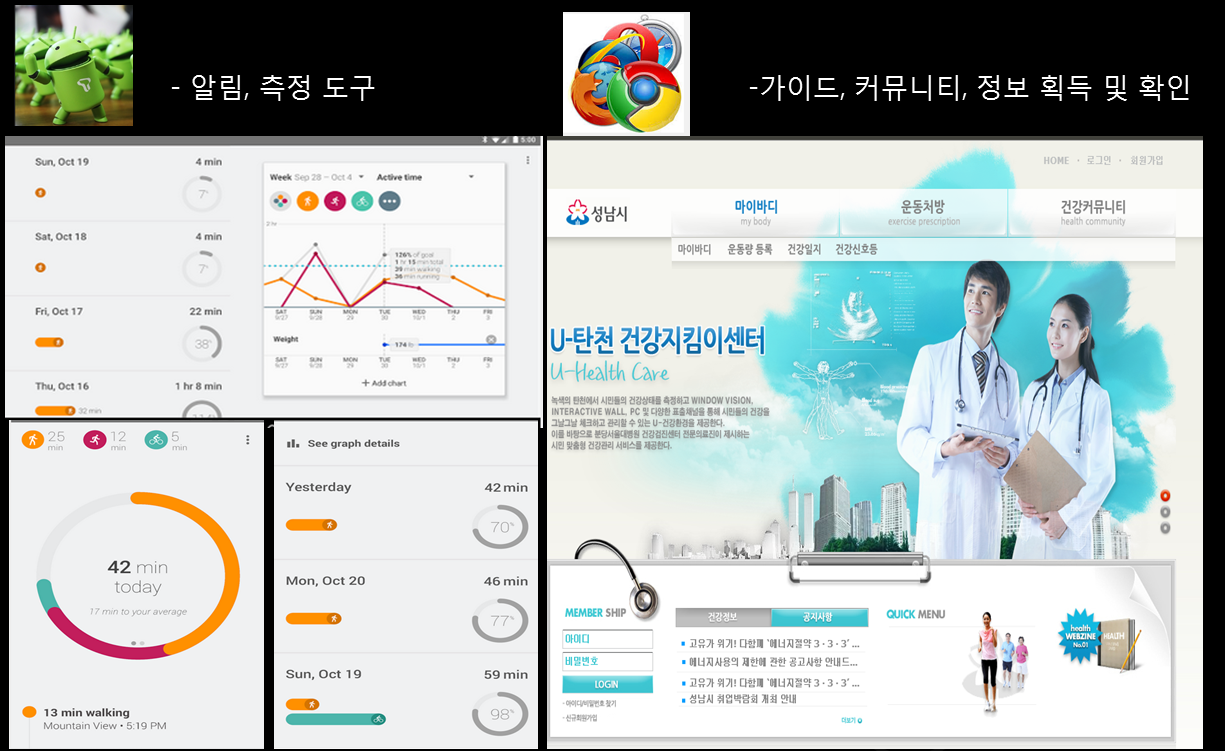 - 알림, 측정 도구
-가이드, 커뮤니티, 정보 획득 및 확인
5:00
Sun, Oct 19 4 min
7%
Sat, Oct 18 4 min
7%
Fri, Oct 17 22 min
38%
Thu, Oct 16 1 hr 8 min
32 min
Week Sep 28 – Oct 4 Active time
2 hr
126% of goal
1 hr 15 min total
39 min walking
36 min running
SAT SUN MON TUE WED THU FRI
9/27 9/28 29 30 10/1 2 3
Weight
174 lb
SAT SUN MON TUE WED THU FRI
9/27 9/28 29 30 10/1 2 3
+ Add chart
25 min 12 min 5 min
42 min
today
17 min to your average
13 min walking
Mountain View • 5:19 PM
See graph details
Yesterday 42 min
70%
Mon, Oct 20 46 min
77%
Sun, Oct 19 59 min
98%
HOME · 로그인 · 회원가입
성남시
마이바디 운동처방 건강커뮤니티
my body exercise prescription health community
마이바디 운동량 등록 건강일지 건강신호등
U-탄천 건강지킴이센터
U-Health Care
녹색의 탄천에서 시민들의 건강상태를 측정하고 WINDOW VISION,
INTERACTIVE WALL, PC 및 다양한 표출채널을 통해 시민들의 건강을
그날그날 체크하고 관리할 수 있는 U-건강환경을 제공한다.
이를 바탕으로 분당서울대병원 건강검진센터 전문의료진이 제시하는
시민 맞춤형 건강관리 서비스를 제공한다.
MEMBER SHIP
아이디
비밀번호
LOGIN
- 아이디/비밀번호 찾기
- 신규회원가입
건강정보 공지사항
고유가 위기! 다함께 '에너지절약 3·3·3' ...
에너지사용의 제한에 관한 공고사항 안내드...
고유가 위기! 다함께 '에너지절약 3·3·3' ...
성남시 취업박람회 개최 안내
더보기
QUICK MENU
health
WEBZINE
No.01
HEALTH